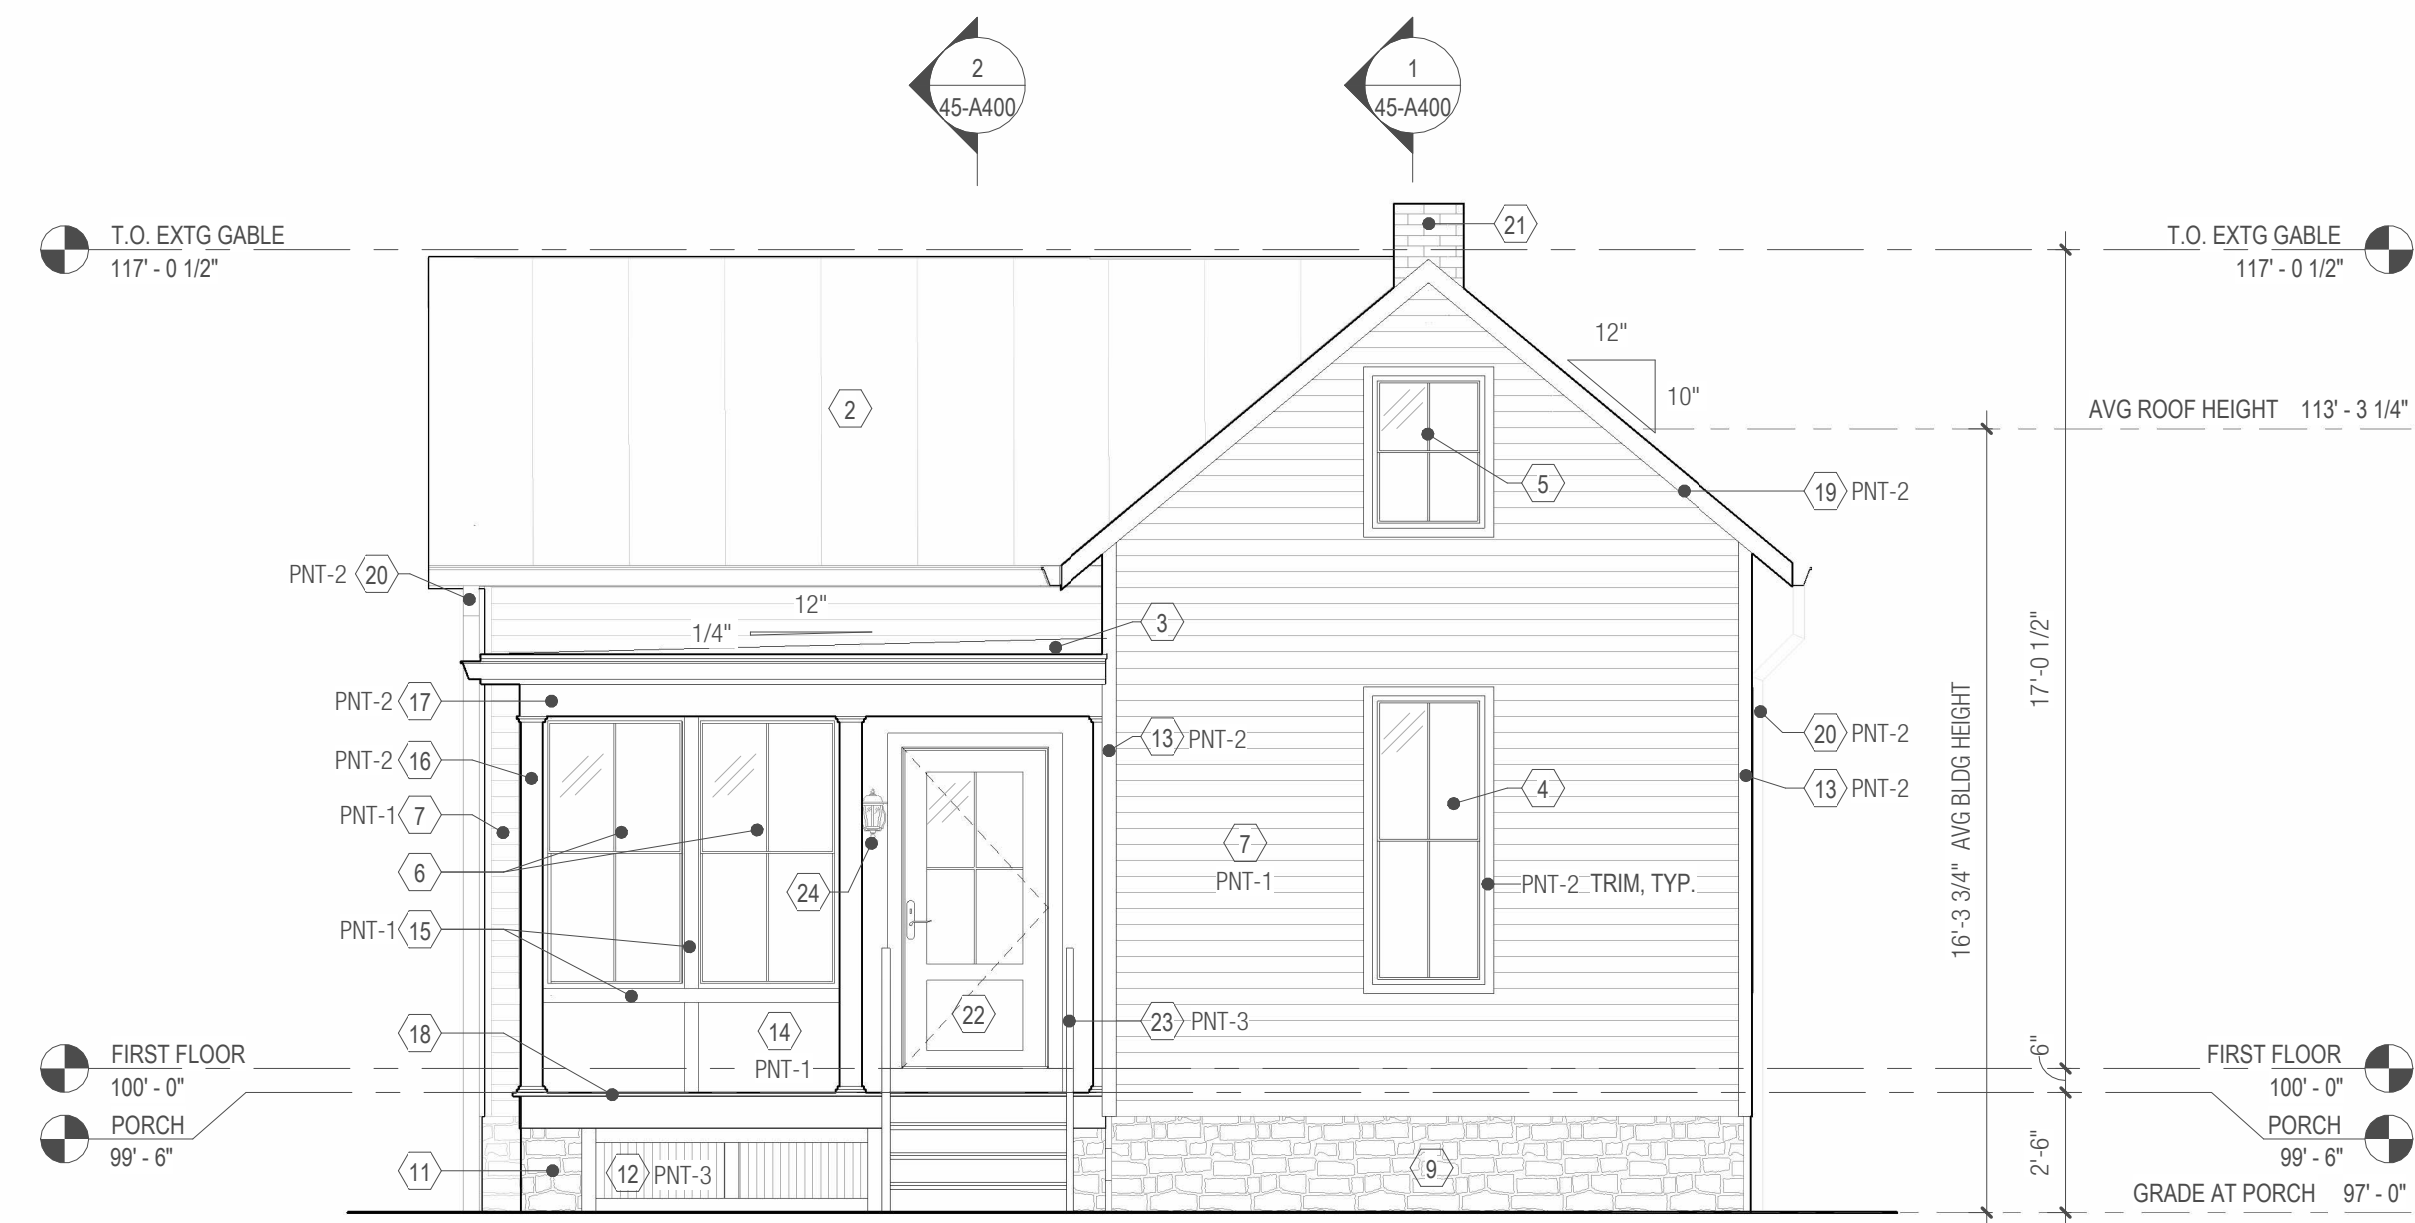 2
45-A400
1
45-A400
21
T.O. EXTG GABLE
117' - 0 1/2"
T.O. EXTG GABLE
117' - 0 1/2"
12"
10"
2
AVG ROOF HEIGHT 113' - 3 1/4"
5
19 PNT-2
PNT-2 20
12"
1/4"
3
17'-0 1/2"
PNT-2 17
13 PNT-2
20 PNT-2
PNT-2 16
4
13 PNT-2
PNT-1 7
7
PNT-1
6
24
PNT-2 TRIM, TYP.
16'-3 3/4" AVG BLDG HEIGHT
PNT-1 15
22
23 PNT-3
14
PNT-1
18
6"
FIRST FLOOR
100' - 0"
FIRST FLOOR
100' - 0"
PORCH
99' - 6"
PORCH
99' - 6"
2'-6"
11
12 PNT-3
9
GRADE AT PORCH 97' - 0"